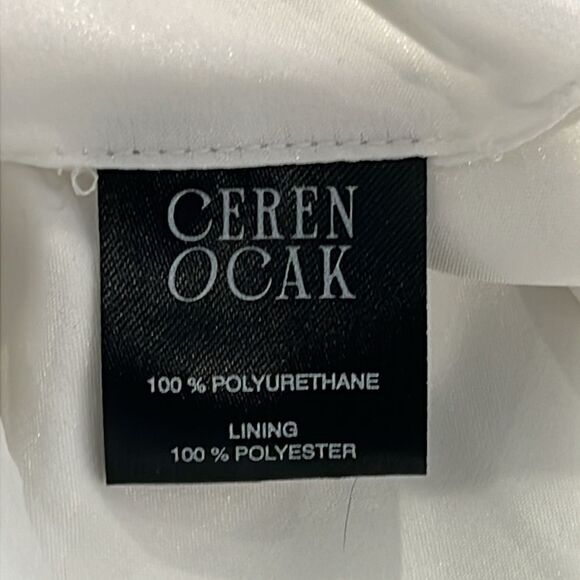 CEREN
OCAK
100 % POLYURETHANE
LINING
100 % POLYESTER